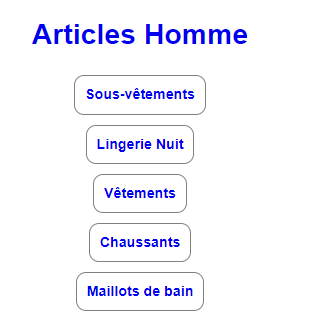 Articles Homme
Sous-vêtements
Lingerie Nuit
Vêtements
Chaussants
Maillots de bain